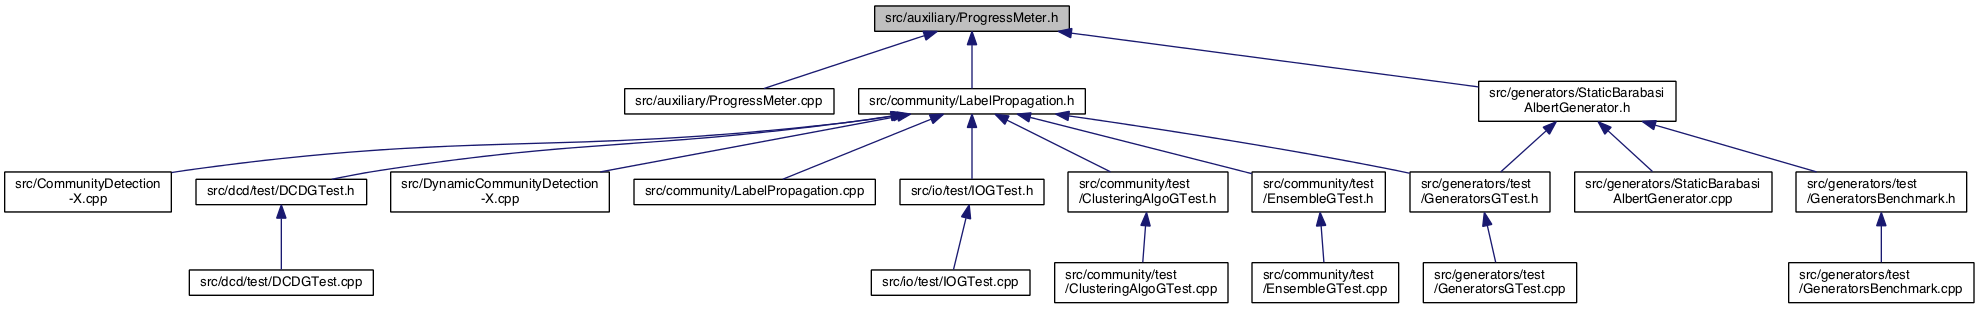 src/auxiliary/ProgressMeter.h
src/auxiliary/ProgressMeter.cpp
src/community/LabelPropagation.h
src/generators/StaticBarabasi
AlbertGenerator.h
src/CommunityDetection
-X.cpp
src/dcd/test/DCDGTest.h
src/DynamicCommunityDetection
-X.cpp
src/community/LabelPropagation.cpp
src/io/test/IOGTest.h
src/community/test
/ClusteringAlgoGTest.h
src/community/test
/EnsembleGTest.h
src/generators/test
/GeneratorsGTest.h
src/generators/StaticBarabasi
AlbertGenerator.cpp
src/generators/test
/GeneratorsBenchmark.h
src/dcd/test/DCDGTest.cpp
src/io/test/IOGTest.cpp
src/community/test
/ClusteringAlgoGTest.cpp
src/community/test
/EnsembleGTest.cpp
src/generators/test
/GeneratorsGTest.cpp
src/generators/test
/GeneratorsBenchmark.cpp